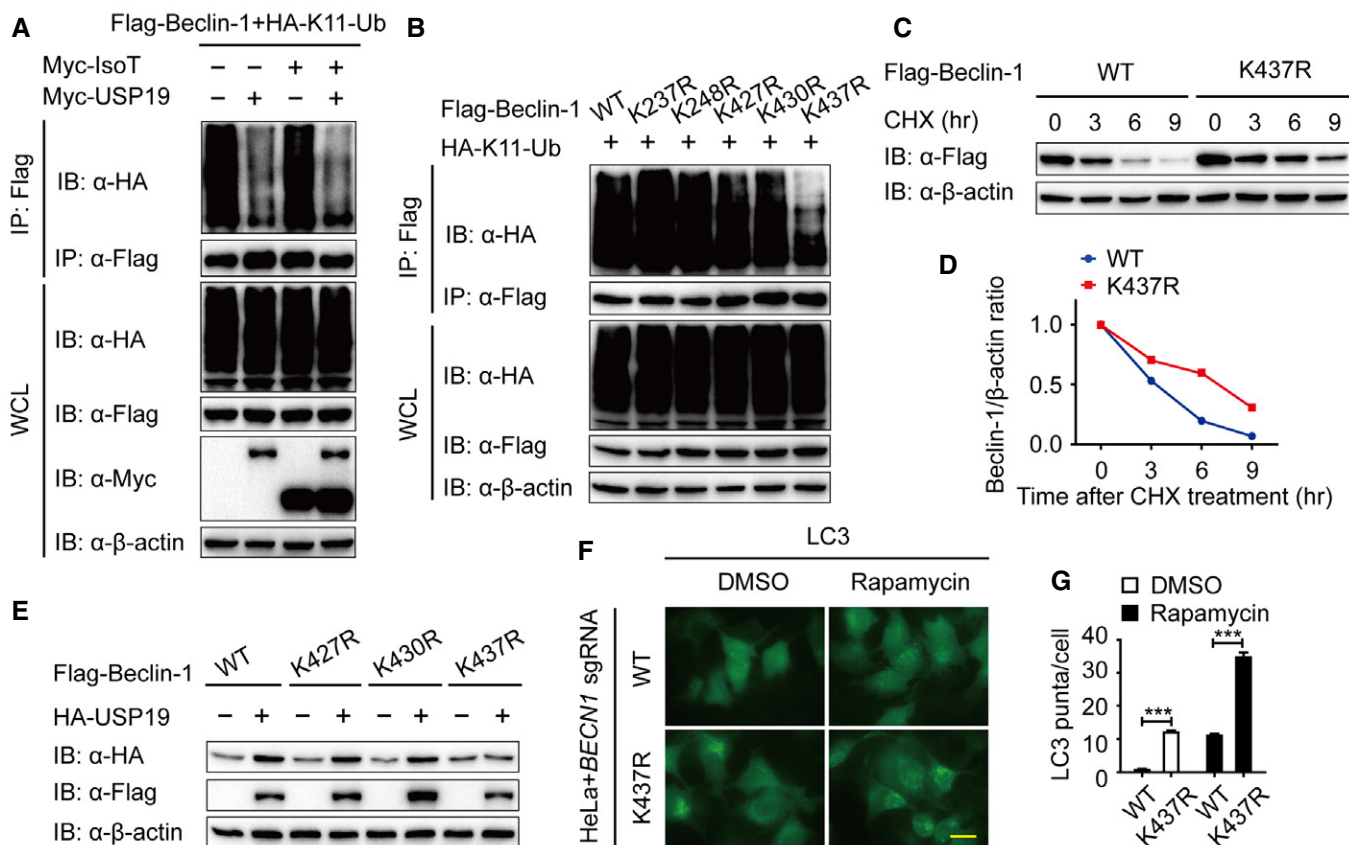 A
Flag-Beclin-1+HA-K11-Ub
Myc-IsoT − − + +
Myc-USP19 − + − +
IP: Flag
IB: α-HA
IP: α-Flag
WCL
IB: α-HA
IB: α-Flag
IB: α-Myc
IB: α-β-actin
B
Flag-Beclin-1 WT K237R K248R K427R K430R K437R
HA-K11-Ub + + + + + +
IP: Flag
IB: α-HA
IP: α-Flag
WCL
IB: α-HA
IB: α-Flag
IB: α-β-actin
C
Flag-Beclin-1 WT K437R
CHX (hr) 0 3 6 9 0 3 6 9
IB: α-Flag
IB: α-β-actin
D
WT
K437R
Beclin-1/β-actin ratio
1.0
0.5
0.0
0 3 6 9
Time after CHX treatment (hr)
E
Flag-Beclin-1 WT K427R K430R K437R
HA-USP19 − + − + − + − +
IB: α-HA
IB: α-Flag
IB: α-β-actin
F
LC3
DMSO Rapamycin
HeLa+BECN1 sgRNA
WT
K437R
G
DMSO
Rapamycin
LC3 punta/cell
40
30
20
10
0
*** ***
WT K437R WT K437R